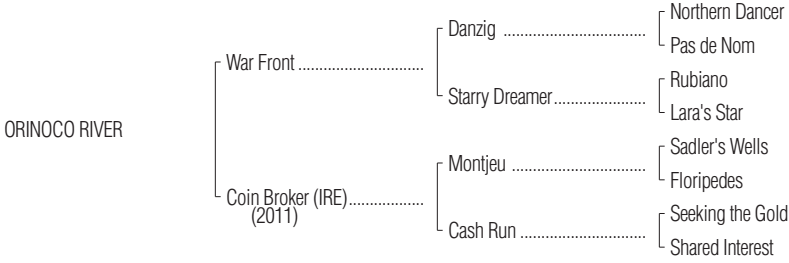 Northern Dancer
Danzig ..................................
Pas de Nom
War Front ..............................
Rubiano
Starry Dreamer......................
Lara's Star
ORINOCO RIVER
Sadler's Wells
Montjeu ................................
Floripedes
Coin Broker (IRE)..................
(2011)
Seeking the Gold
Cash Run ..............................
Shared Interest